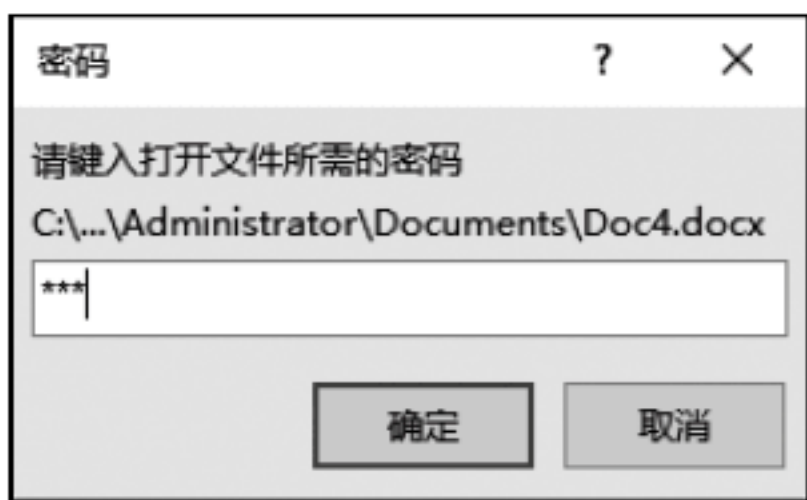 密码 ? ×
请键入打开文件所需的密码
C:\...\Administrator\Documents\Doc4.docx
***
确定 取消